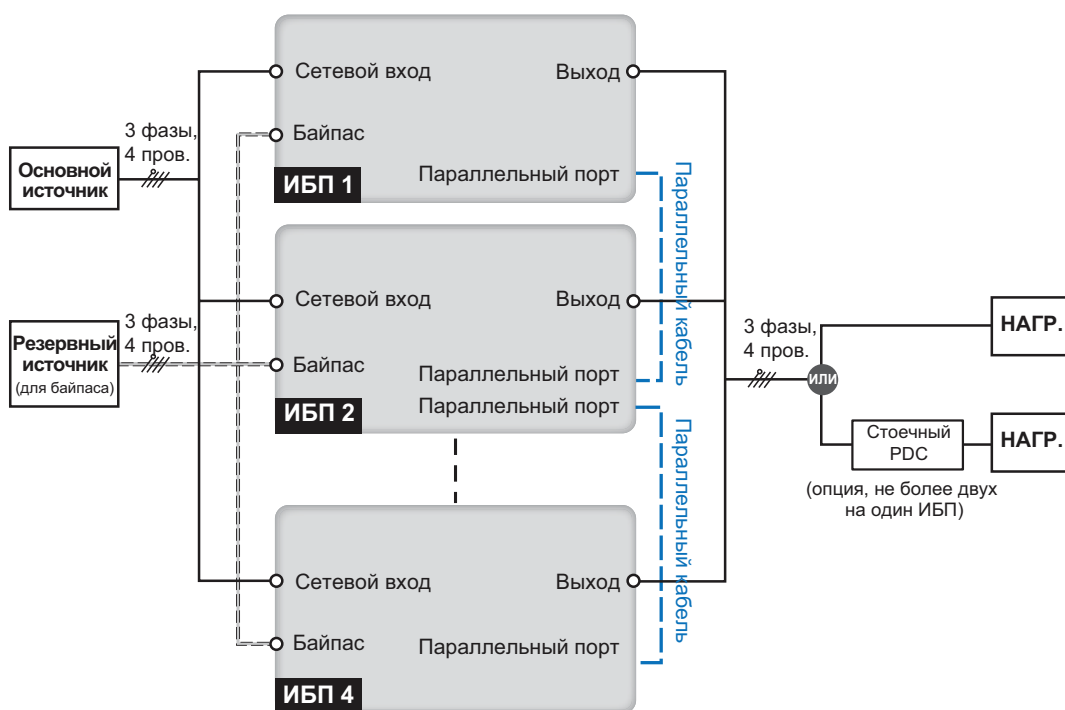 Сетевой вход
Выход
Байпас
Параллельный порт
ИБП 1
3 фазы,
4 пров.
Основной
источник
Параллельный кабель
Сетевой вход
Выход
Байпас
Параллельный порт
Параллельный порт
ИБП 2
3 фазы,
4 пров.
Резервный
источник
(для байпаса)
Параллельный кабель
3 фазы,
4 пров.
ИЛИ
НАГР.
Стоечный
PDC
НАГР.
(опция, не более двух
на один ИБП)
Сетевой вход
Выход
Байпас
Параллельный порт
ИБП 4